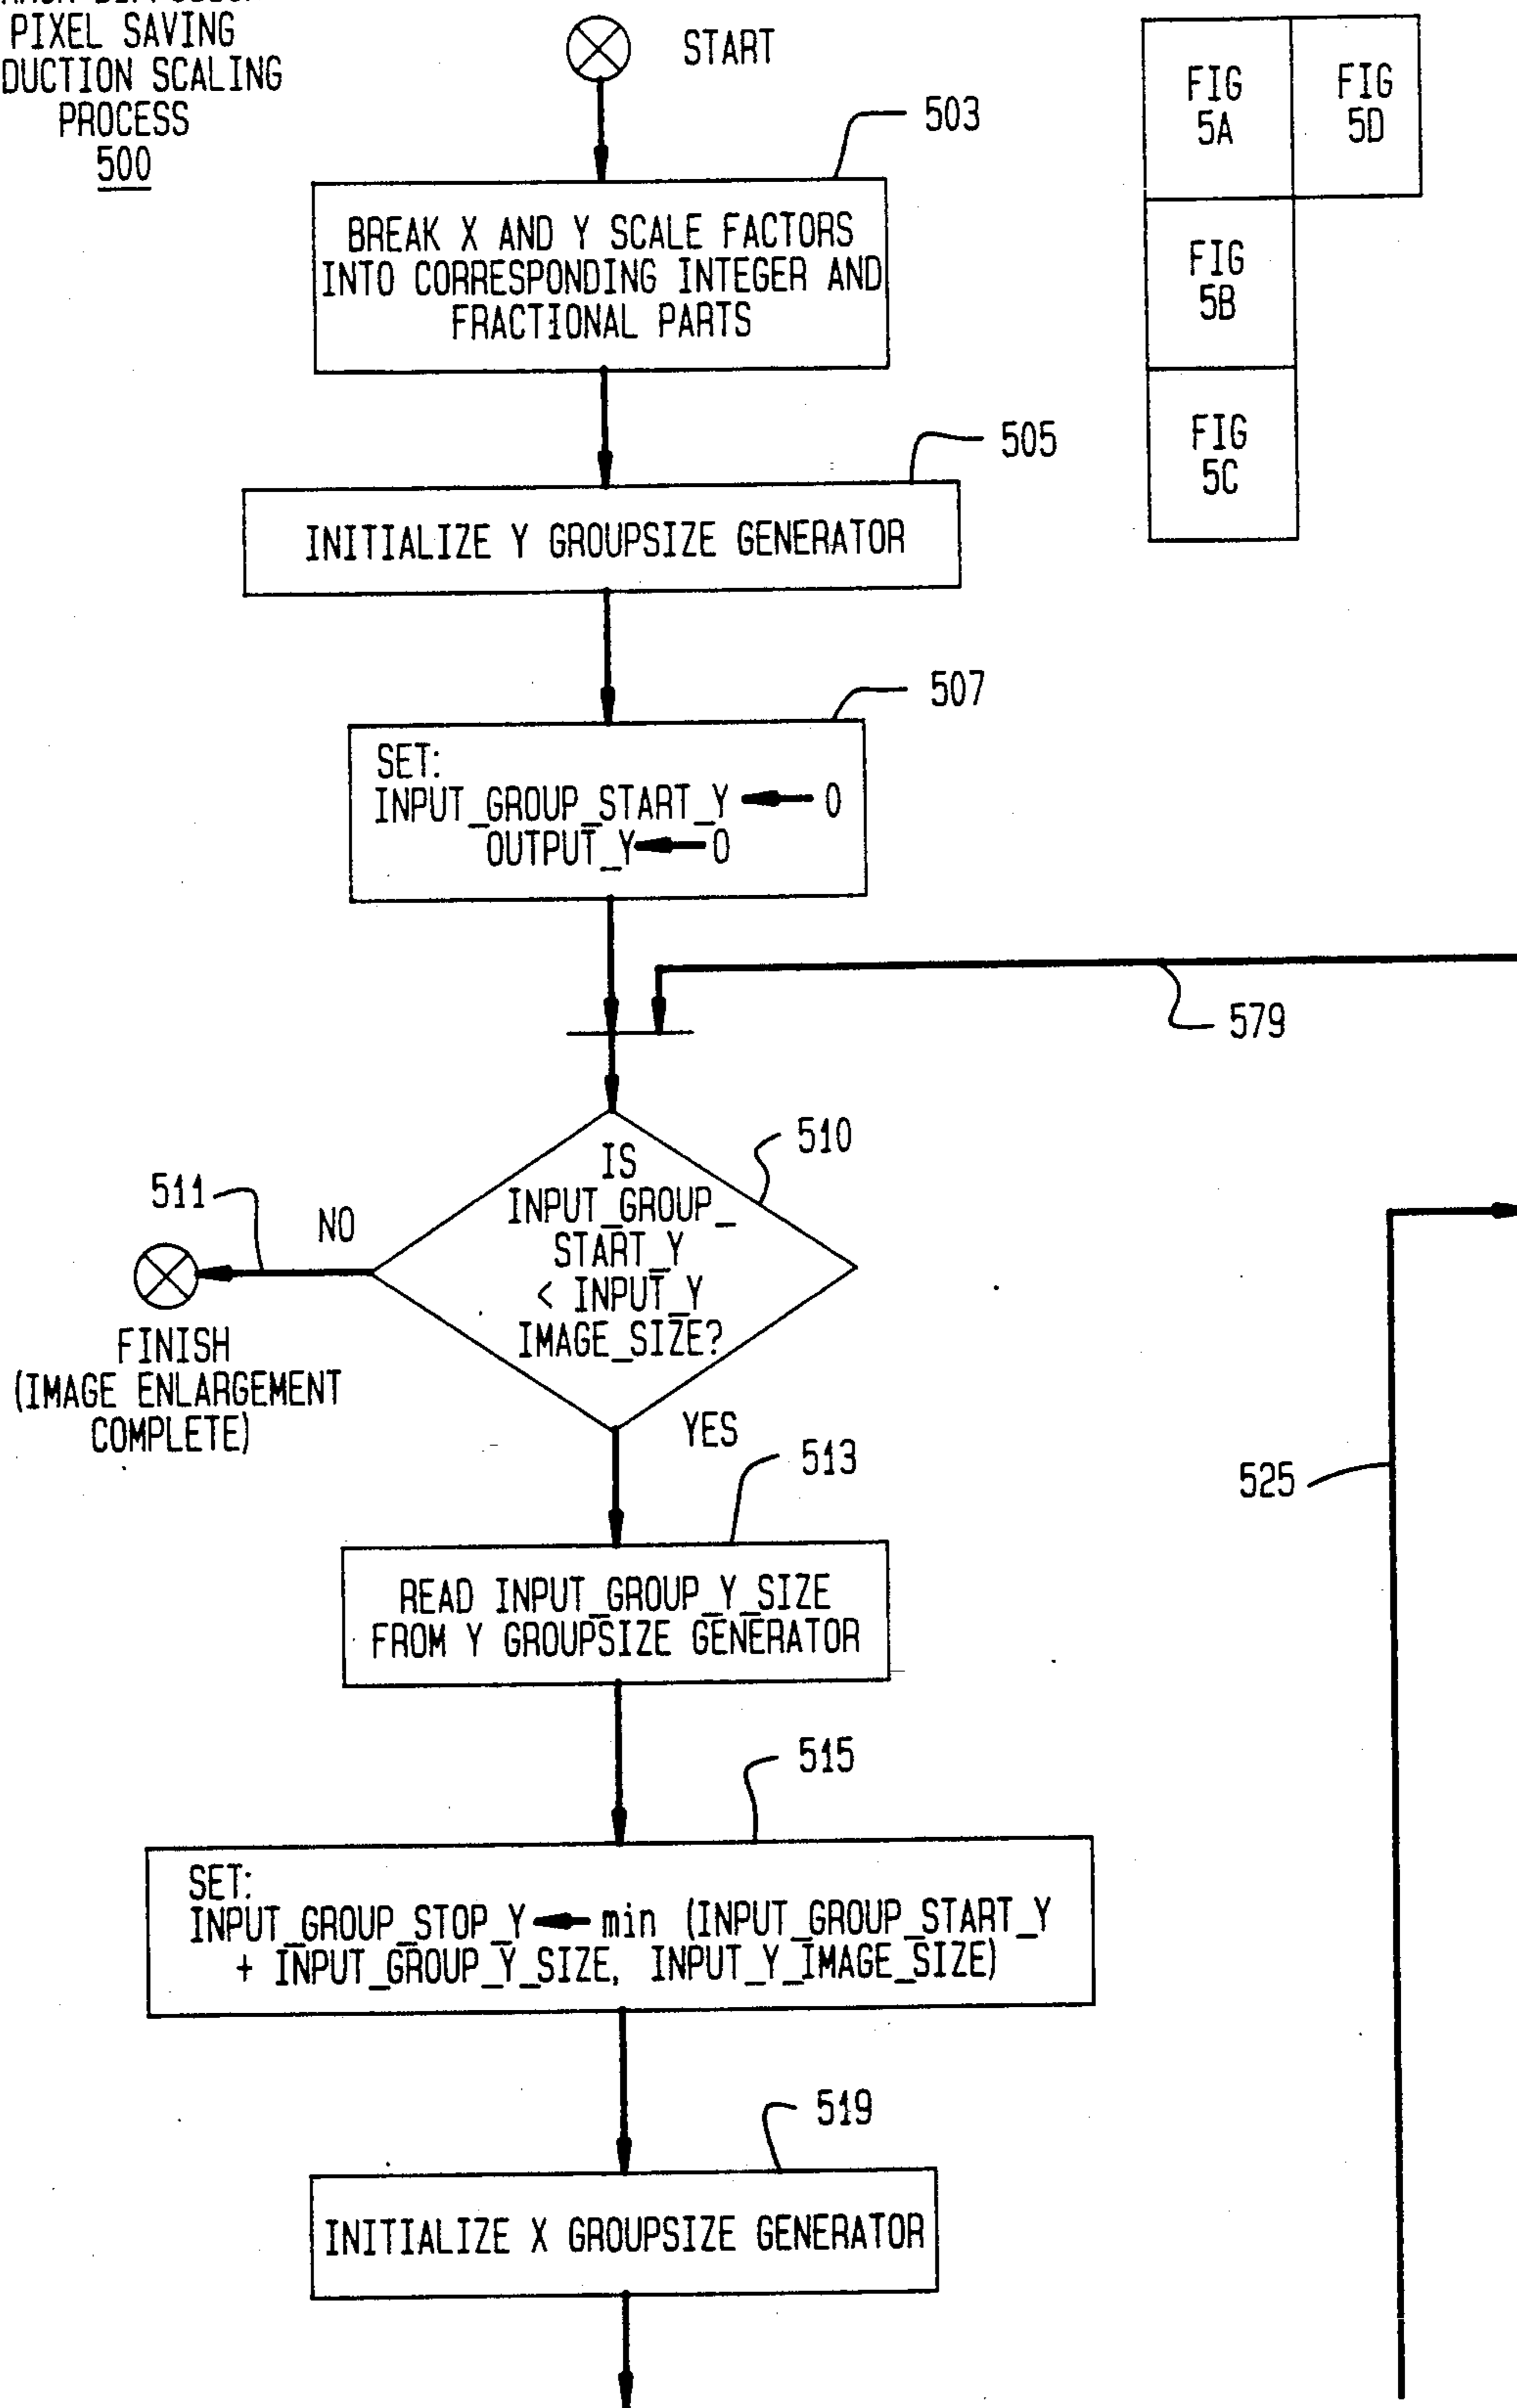 PIXEL SAVING
DUCTION SCALING
PROCESS
500
START
503
BREAK X AND Y SCALE FACTORS
INTO CORRESPONDING INTEGER AND
FRACTIONAL PARTS
FIG
5A
FIG
5D
FIG
5B
FIG
5C
505
INITIALIZE Y GROUPSIZE GENERATOR
507
SET:
INPUT_GROUP_START_Y ← 0
OUTPUT_Y ← 0
579
510
IS
INPUT_GROUP_
START_Y
< INPUT_Y
IMAGE_SIZE?
511
NO
FINISH
(IMAGE ENLARGEMENT
COMPLETE)
YES
513
525
READ INPUT_GROUP_Y_SIZE
FROM Y GROUPSIZE GENERATOR
515
SET:
INPUT_GROUP_STOP_Y ← min (INPUT_GROUP_START_Y
+ INPUT_GROUP_Y_SIZE, INPUT_Y_IMAGE_SIZE)
519
INITIALIZE X GROUPSIZE GENERATOR